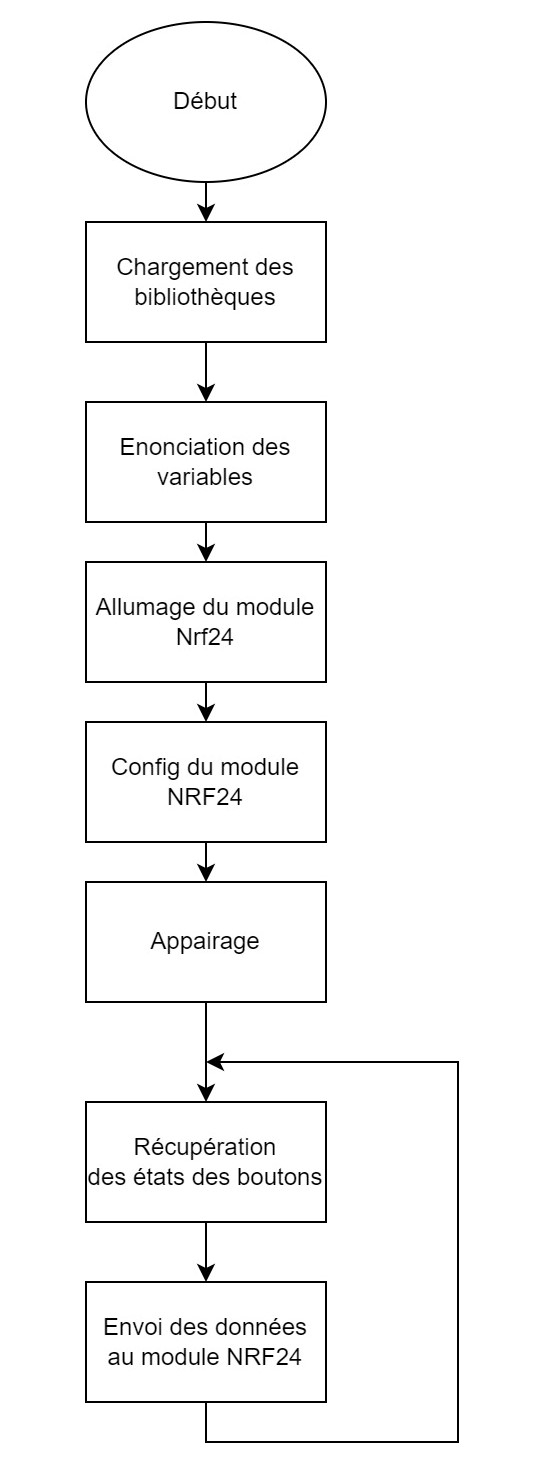 Début
Chargement des
bibliothèques
Enonciation des
variables
Allumage du module
Nrf24
Config du module
NRF24
Appairage
Récupération
des états des boutons
Envoi des données
au module NRF24